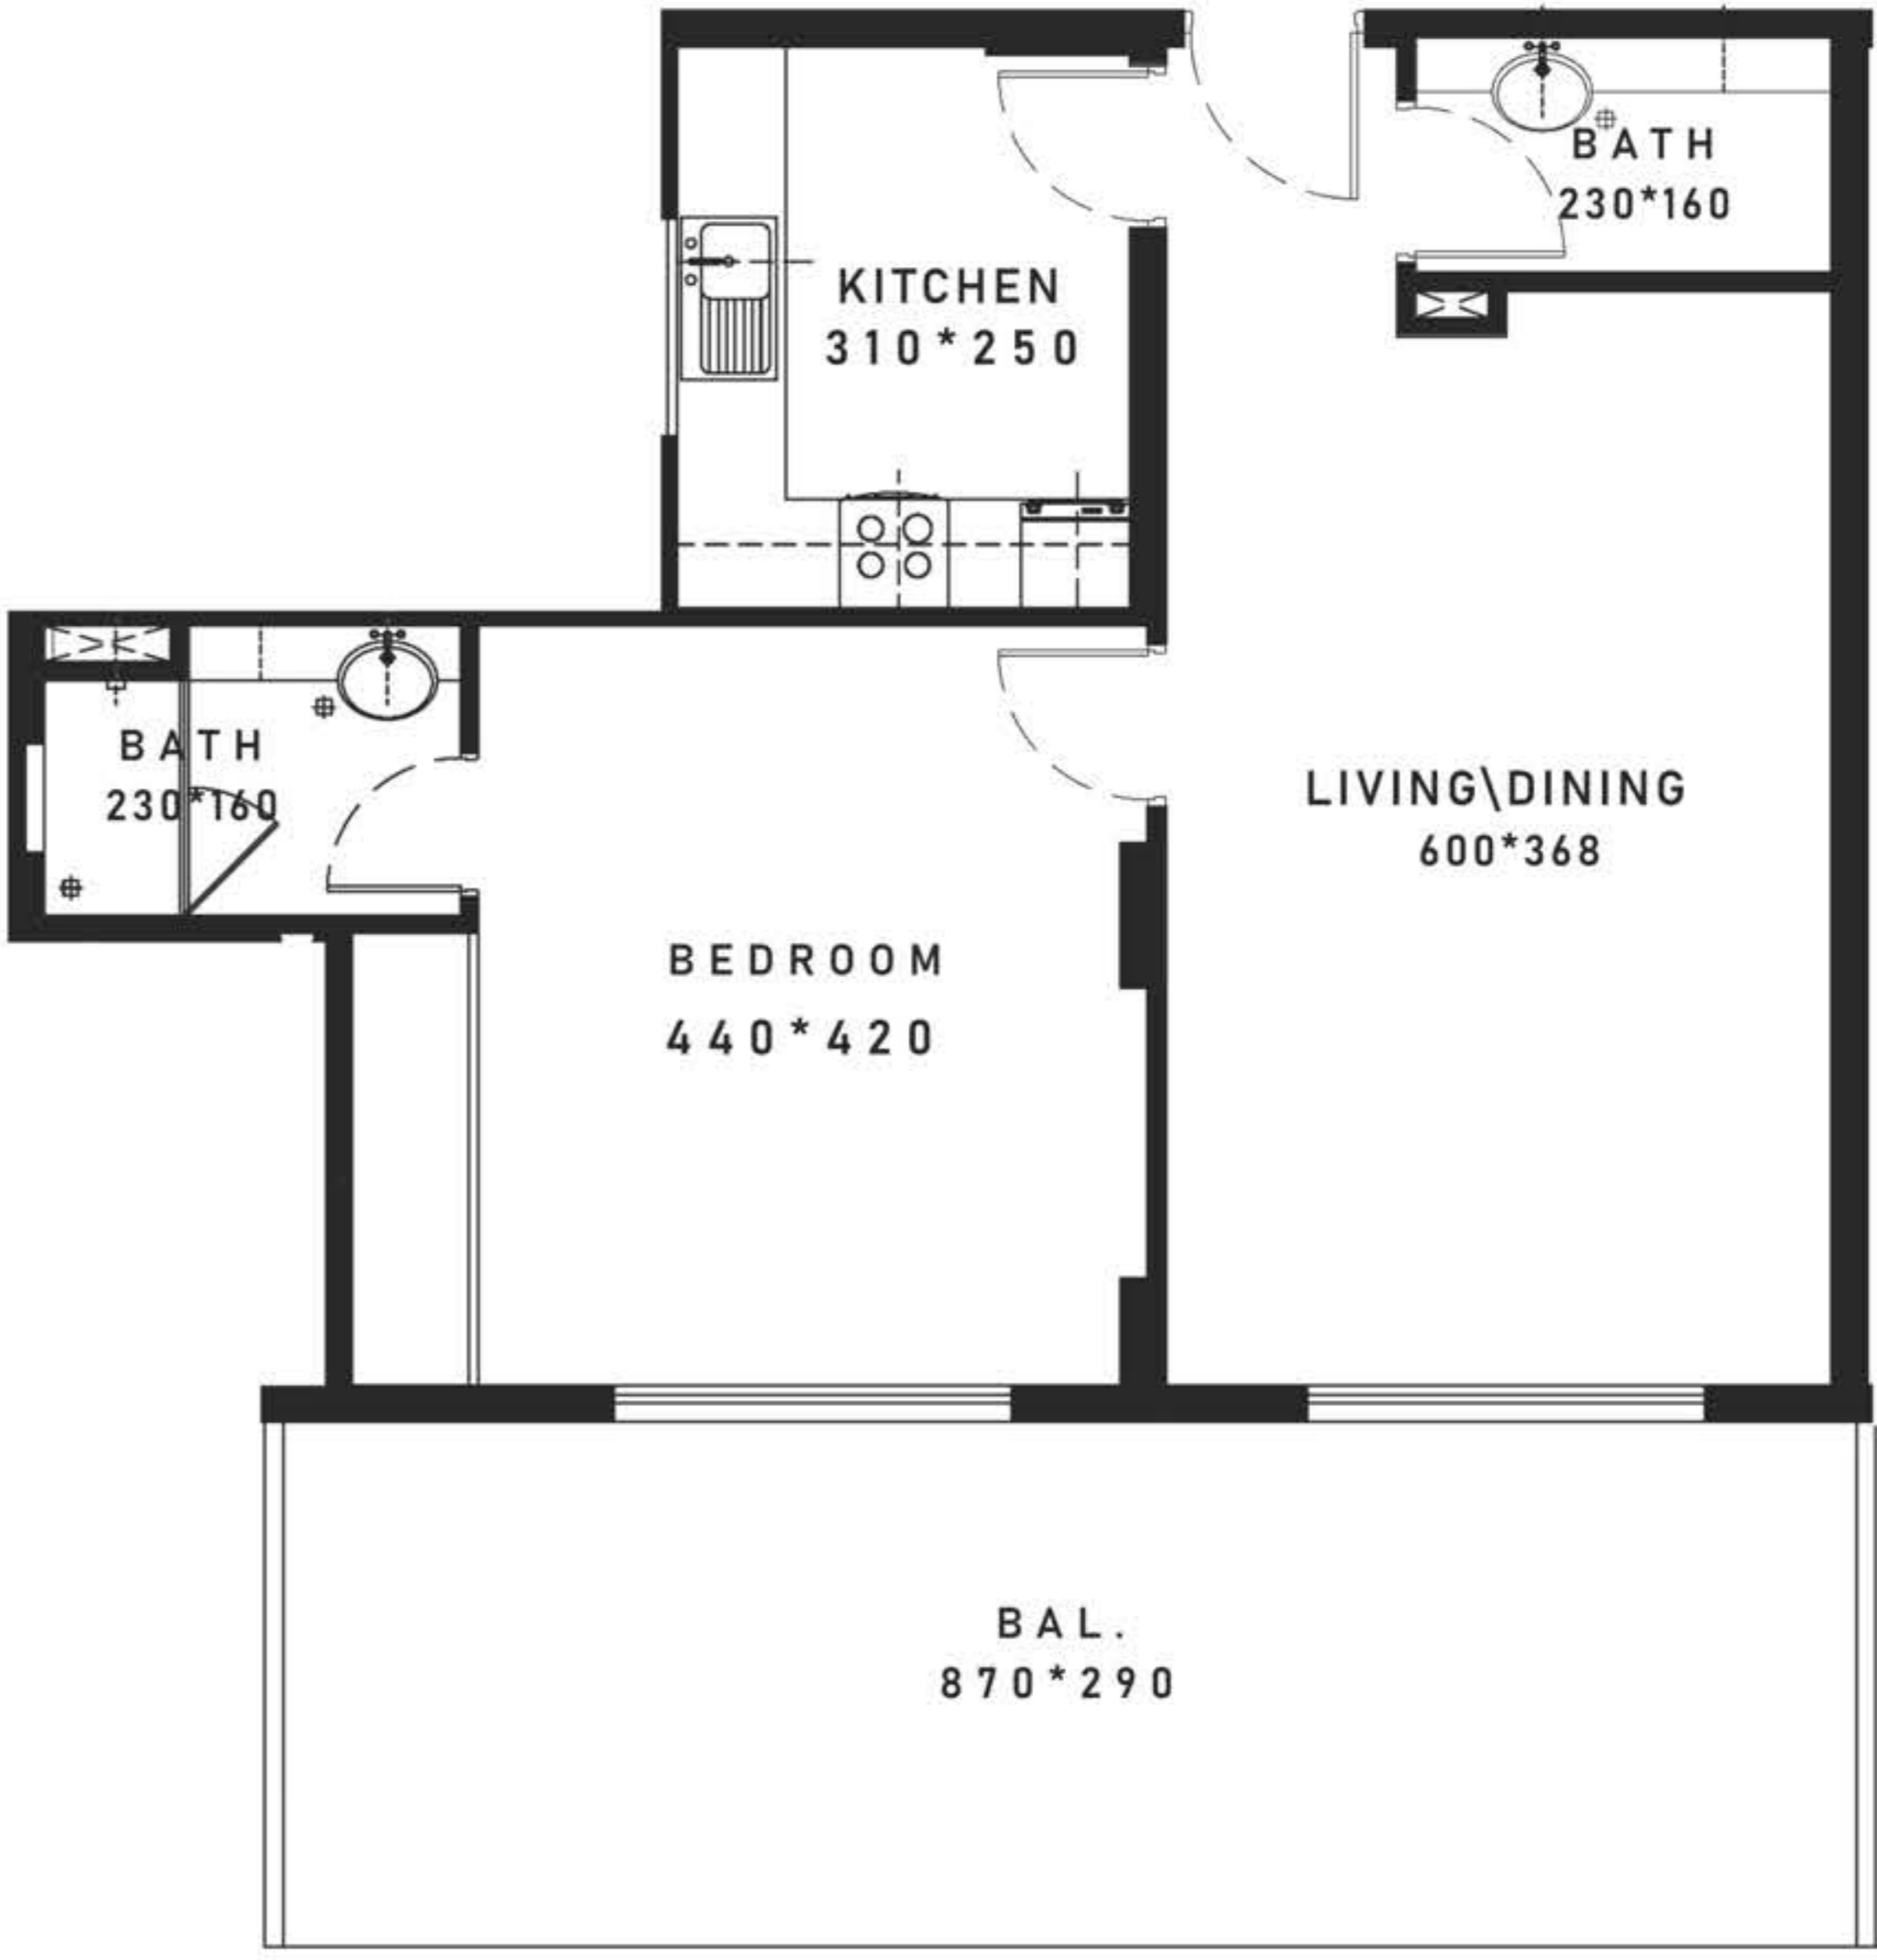 BATH
230*160
KITCHEN
310*250
BATH
230*160
LIVING\DINING
600*368
BEDROOM
440*420
BAL.
870*290